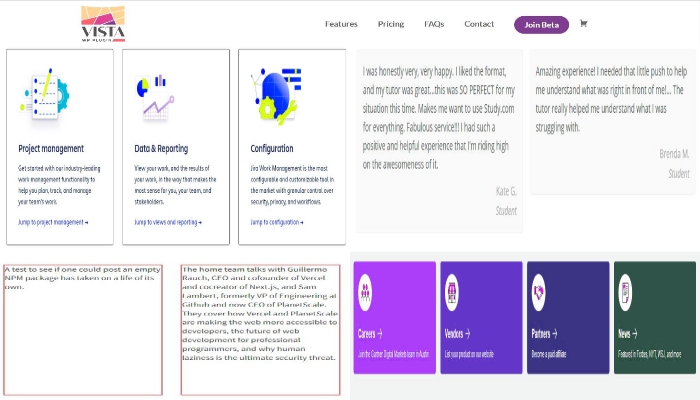 VISTA
WP PLUGIN
Features
Pricing
FAQs
Contact
Join Beta
Project management
Get started with our industry-leading
work management functionality to
help you plan, track, and manage
your team's work.
Jump to project management
Data & Reporting
View your work, and the results of
your work, in the way that makes the
most sense for you, your team, and
stakeholders.
Jump to views and reporting
Configuration
Jira Work Management is the most
configurable and customizable tool in
the market with granular control over
security, privacy, and workflows.
Jump to configuration
I was honestly very, very happy. I liked the format,
and my tutor was great...this was SO PERFECT for my
situation this time. Makes me want to use Study.com
for everything. Fabulous service!!! I had such a
positive and helpful experience that I'm riding high
on the awesomeness of it.
Kate G.
Student
Amazing experience! I needed that little push to help
me understand what was right in front of me!... The
tutor really helped me understand what I was
struggling with.
Brenda M.
Student
A test to see if one could post an empty
NPM package has taken on a life of its
own.
The home team talks with Guillermo
Rauch, CEO and cofounder of Vercel
and cocreator of Next.js, and Sam
Lambert, formerly VP of Engineering at
Github and now CEO of PlanetScale.
They cover how Vercel and PlanetScale
are making the web more accessible to
developers, the future of web
development for professional
programmers, and why human
laziness is the ultimate security threat.
Careers →
Join the Gartner Digital Markets team in Austin
Vendors →
List your product on our website
Partners →
Become a paid affiliate
News →
Featured in Forbes, NYT, WSJ, and more